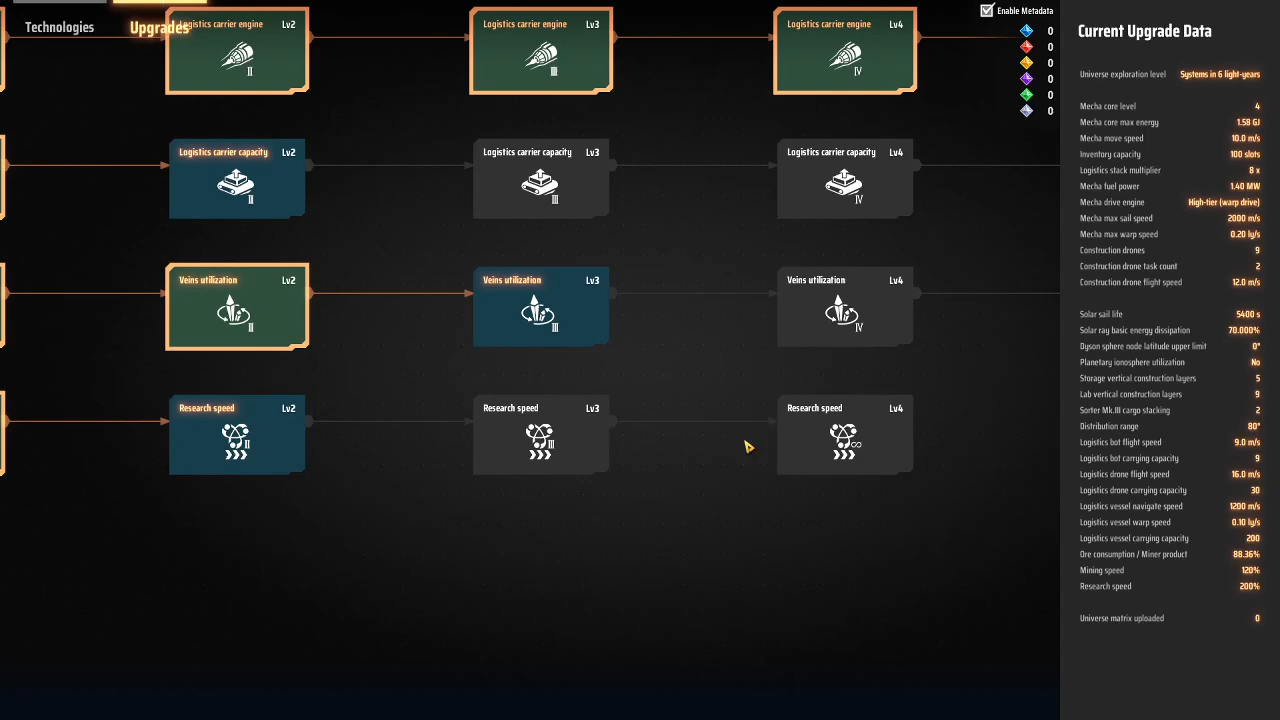 Technologies
Upgrades
Logistics carrier engine Lv2
II
Logistics carrier engine Lv3
III
Logistics carrier engine Lv4
IV
Logistics carrier capacity Lv2
II
Logistics carrier capacity Lv3
III
Logistics carrier capacity Lv4
IV
Veins utilization Lv2
II
Veins utilization Lv3
III
Veins utilization Lv4
IV
Research speed Lv2
II
Research speed Lv3
III
Research speed Lv4
∞
Enable Metadata
0
0
0
0
0
0
Current Upgrade Data
Universe exploration level Systems in 6 light-years
Mecha core level 4
Mecha core max energy 1.58 GJ
Mecha move speed 10.0 m/s
Inventory capacity 100 slots
Logistics stack multiplier 8 x
Mecha fuel power 1.40 MW
Mecha drive engine High-tier (warp drive)
Mecha max sail speed 2000 m/s
Mecha max warp speed 0.20 ly/s
Construction drones 9
Construction drone task count 2
Construction drone flight speed 12.0 m/s
Solar sail life 5400 s
Solar ray basic energy dissipation 70.000%
Dyson sphere node latitude upper limit 0°
Planetary ionosphere utilization No
Storage vertical construction layers 5
Lab vertical construction layers 9
Sorter Mk.III cargo stacking 2
Distribution range 80°
Logistics bot flight speed 9.0 m/s
Logistics bot carrying capacity 9
Logistics drone flight speed 16.0 m/s
Logistics drone carrying capacity 30
Logistics vessel navigate speed 1200 m/s
Logistics vessel warp speed 0.10 ly/s
Logistics vessel carrying capacity 200
Ore consumption / Miner product 88.36%
Mining speed 120%
Research speed 200%
Universe matrix uploaded 0